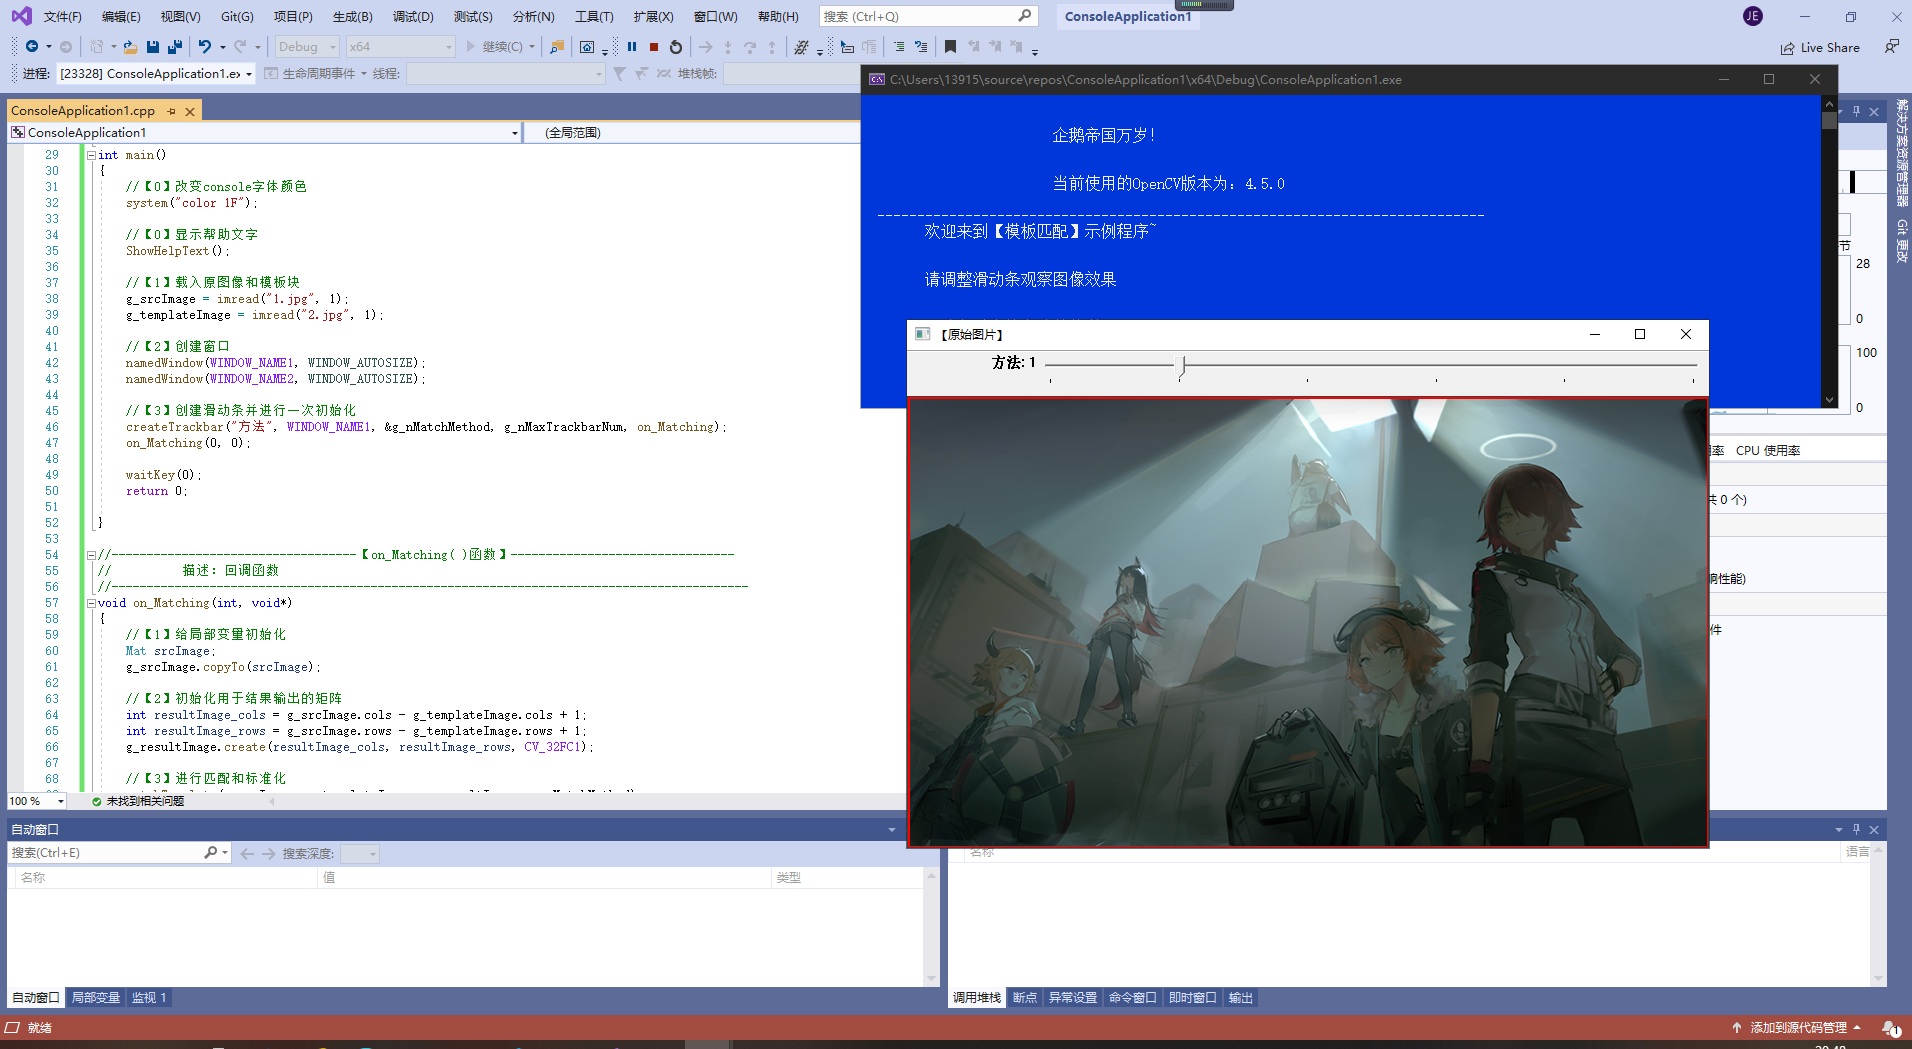 文件(F) 编辑(E) 视图(V) Git(G) 项目(P) 生成(B) 调试(D) 测试(S) 分析(N) 工具(T) 扩展(X) 窗口(W) 帮助(H) 搜索 (Ctrl+Q) ConsoleApplication1 JE
Debug x64 继续(C) Live Share
进程: [23328] ConsoleApplication1.ex 生命周期事件 线程: 堆栈帧:
ConsoleApplication1.cpp
ConsoleApplication1 (全局范围)
29 int main()
30 {
31 //【0】改变console字体颜色
32 system("color 1F");
33
34 //【0】显示帮助文字
35 ShowHelpText();
36
37 //【1】载入原图像和模板块
38 g_srcImage = imread("1.jpg", 1);
39 g_templateImage = imread("2.jpg", 1);
40
41 //【2】创建窗口
42 namedWindow(WINDOW_NAME1, WINDOW_AUTOSIZE);
43 namedWindow(WINDOW_NAME2, WINDOW_AUTOSIZE);
44
45 //【3】创建滑动条并进行一次初始化
46 createTrackbar("方法", WINDOW_NAME1, &g_nMatchMethod, g_nMaxTrackbarNum, on_Matching);
47 on_Matching(0, 0);
48
49 waitKey(0);
50 return 0;
51
52 }
53
54 //-----------------------------------【on_Matching( )函数】--------------------------------
55 // 描述：回调函数
56 //-------------------------------------------------------------------------------------------
57 void on_Matching(int, void*)
58 {
59 //【1】给局部变量初始化
60 Mat srcImage;
61 g_srcImage.copyTo(srcImage);
62
63 //【2】初始化用于结果输出的矩阵
64 int resultImage_cols = g_srcImage.cols - g_templateImage.cols + 1;
65 int resultImage_rows = g_srcImage.rows - g_templateImage.rows + 1;
66 g_resultImage.create(resultImage_cols, resultImage_rows, CV_32FC1);
67
68 //【3】进行匹配和标准化
100 % 未找到相关问题
C:\Users\13915\source\repos\ConsoleApplication1\x64\Debug\ConsoleApplication1.exe
企鹅帝国万岁!
当前使用的OpenCV版本为：4.5.0
----------------------------------------------------------------------------
欢迎来到【模板匹配】示例程序~
请调整滑动条观察图像效果
【原始图片】
方法: 1
解决方案资源管理器
Git 更改
节
28
0
100
0
率 CPU 使用率
共 0 个)
响性能)
件
自动窗口
搜索(Ctrl+E) 搜索深度:
名称 值 类型
名称 语言
自动窗口 局部变量 监视 1
调用堆栈 断点 异常设置 命令窗口 即时窗口 输出
就绪
添加到源代码管理 1